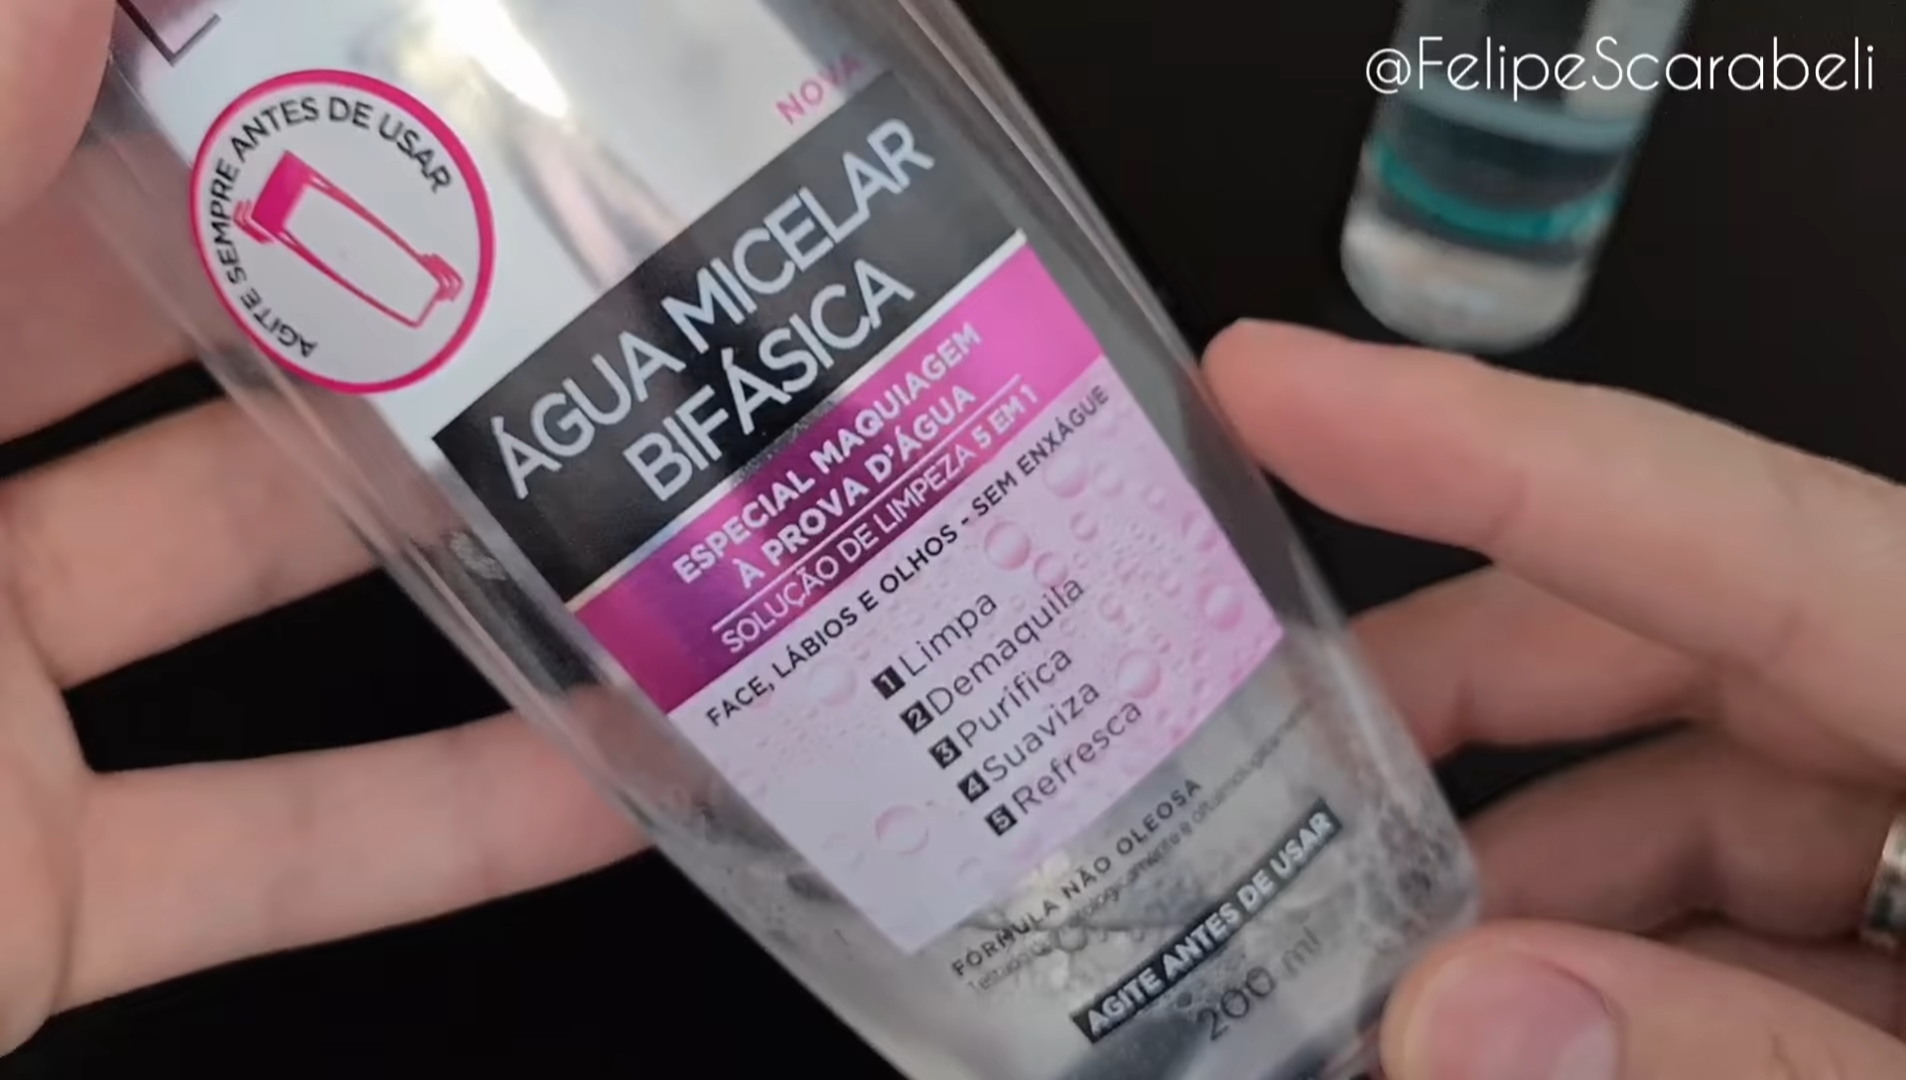 @FelipeScarabeli
AGITE SEMPRE ANTES DE USAR
NOVA
ÁGUA MICELAR
BIFÁSICA
ESPECIAL MAQUIAGEM
À PROVA D'ÁGUA
SOLUÇÃO DE LIMPEZA 5 EM 1
FACE, LÁBIOS E OLHOS - SEM ENXÁGUE
1 Limpa
2 Demaquila
3 Purifica
4 Suaviza
5 Refresca
FÓRMULA NÃO OLEOSA
AGITE ANTES DE USAR
200 ml